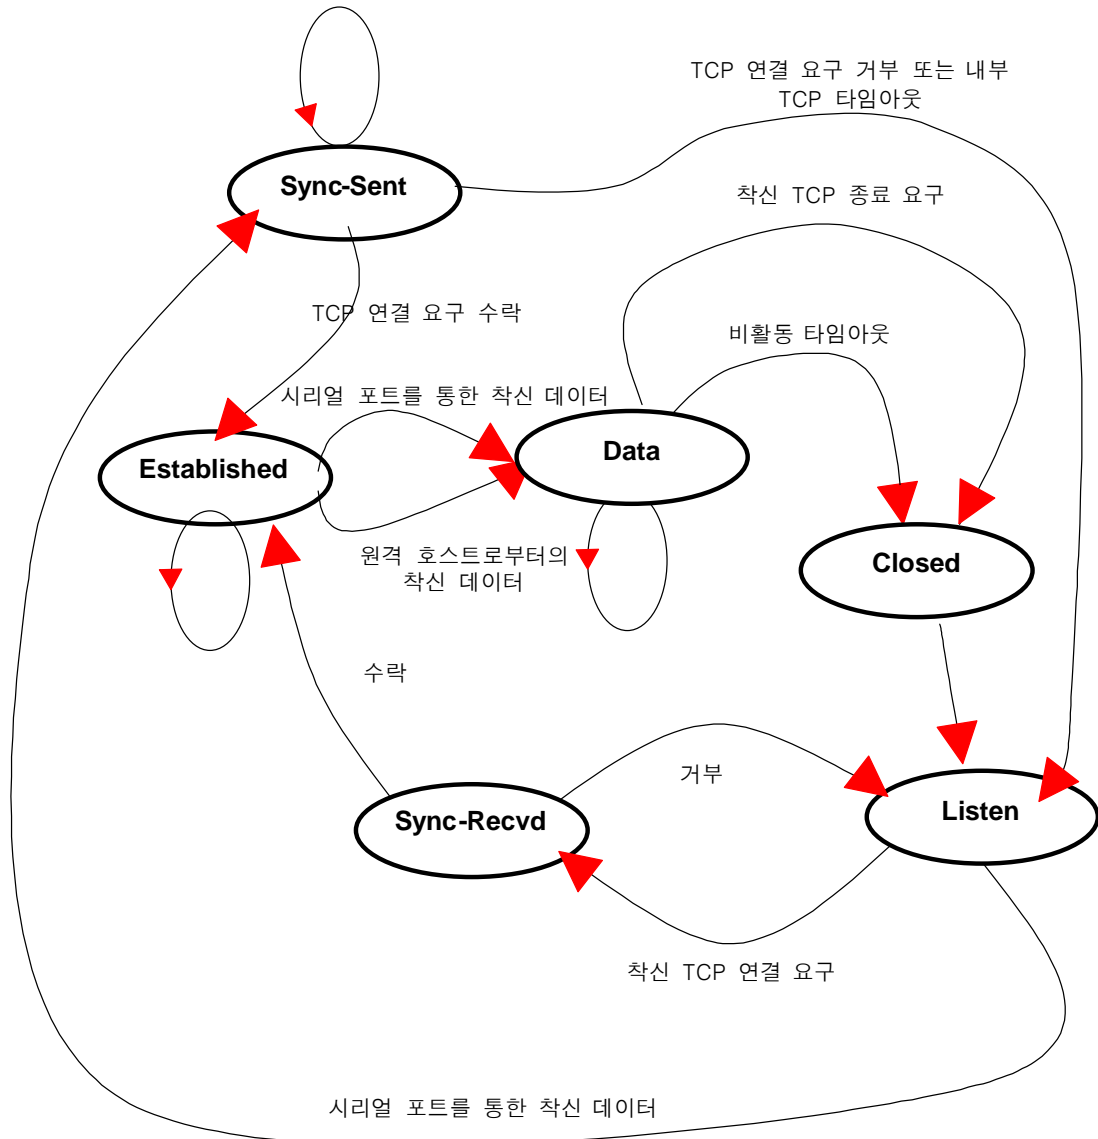 TCP 연결 요구 거부 또는 내부
TCP 타임아웃
Sync-Sent
착신 TCP 종료 요구
TCP 연결 요구 수락
비활동 타임아웃
시리얼 포트를 통한 착신 데이터
Data
Established
원격 호스트로부터의
착신 데이터
Closed
수락
거부
Sync-Recvd
Listen
착신 TCP 연결 요구
시리얼 포트를 통한 착신 데이터